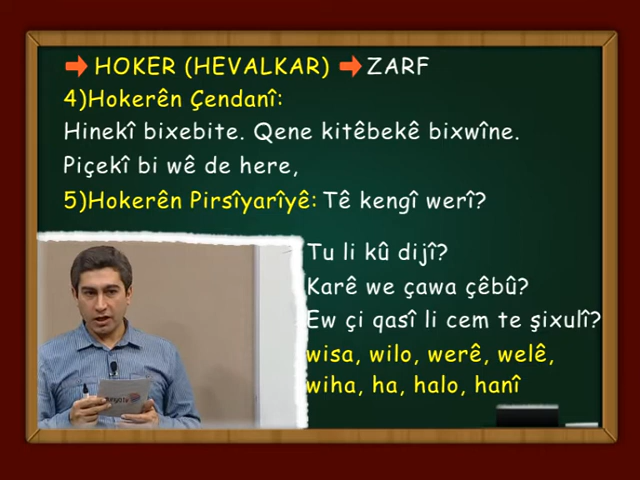 HOKER (HEVALKAR) ZARF
4)Hokerên Çendanî:
Hinekî bixebite. Qene kitêbekê bixwîne.
Piçekî bi wê de here,
5)Hokerên Pirsîyarîyê: Tê kengî werî?
Tu li kû dijî?
Karê we çawa çêbû?
Ew çi qasî li cem te şixulî?
wisa, wilo, werê, welê,
wiha, ha, halo, hanî